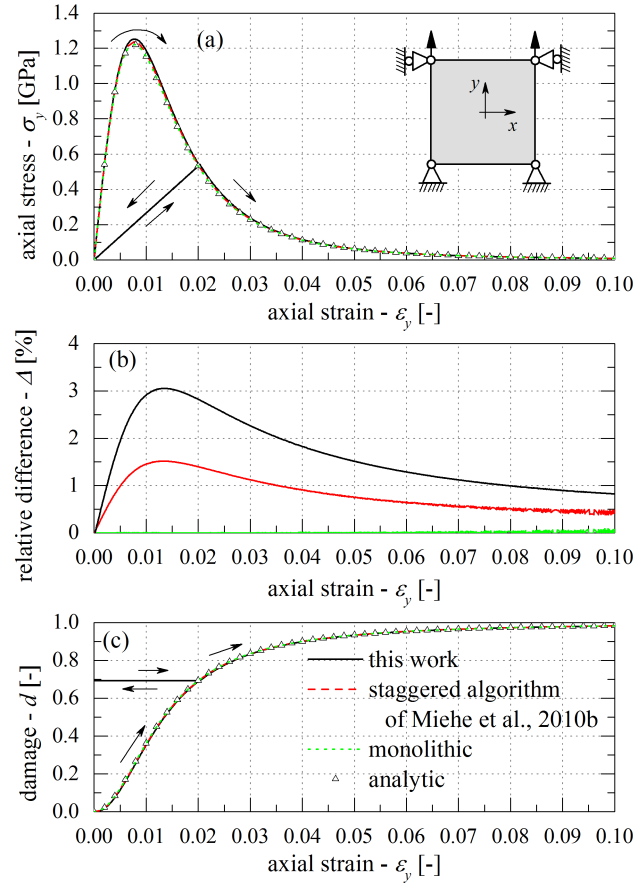 1.4
(a)
1.2
1.0
0.8
0.6
0.4
0.2
0.0
axial stress - σy [GPa]
y
x
0.00 0.01 0.02 0.03 0.04 0.05 0.06 0.07 0.08 0.09 0.10
axial strain - εy [-]
4
(b)
3
2
1
0
relative difference - Δ [%]
0.00 0.01 0.02 0.03 0.04 0.05 0.06 0.07 0.08 0.09 0.10
axial strain - εy [-]
1.0
(c)
0.8
0.6
0.4
0.2
0.0
damage - d [-]
this work
staggered algorithm
of Miehe et al., 2010b
monolithic
analytic
0.00 0.01 0.02 0.03 0.04 0.05 0.06 0.07 0.08 0.09 0.10
axial strain - εy [-]